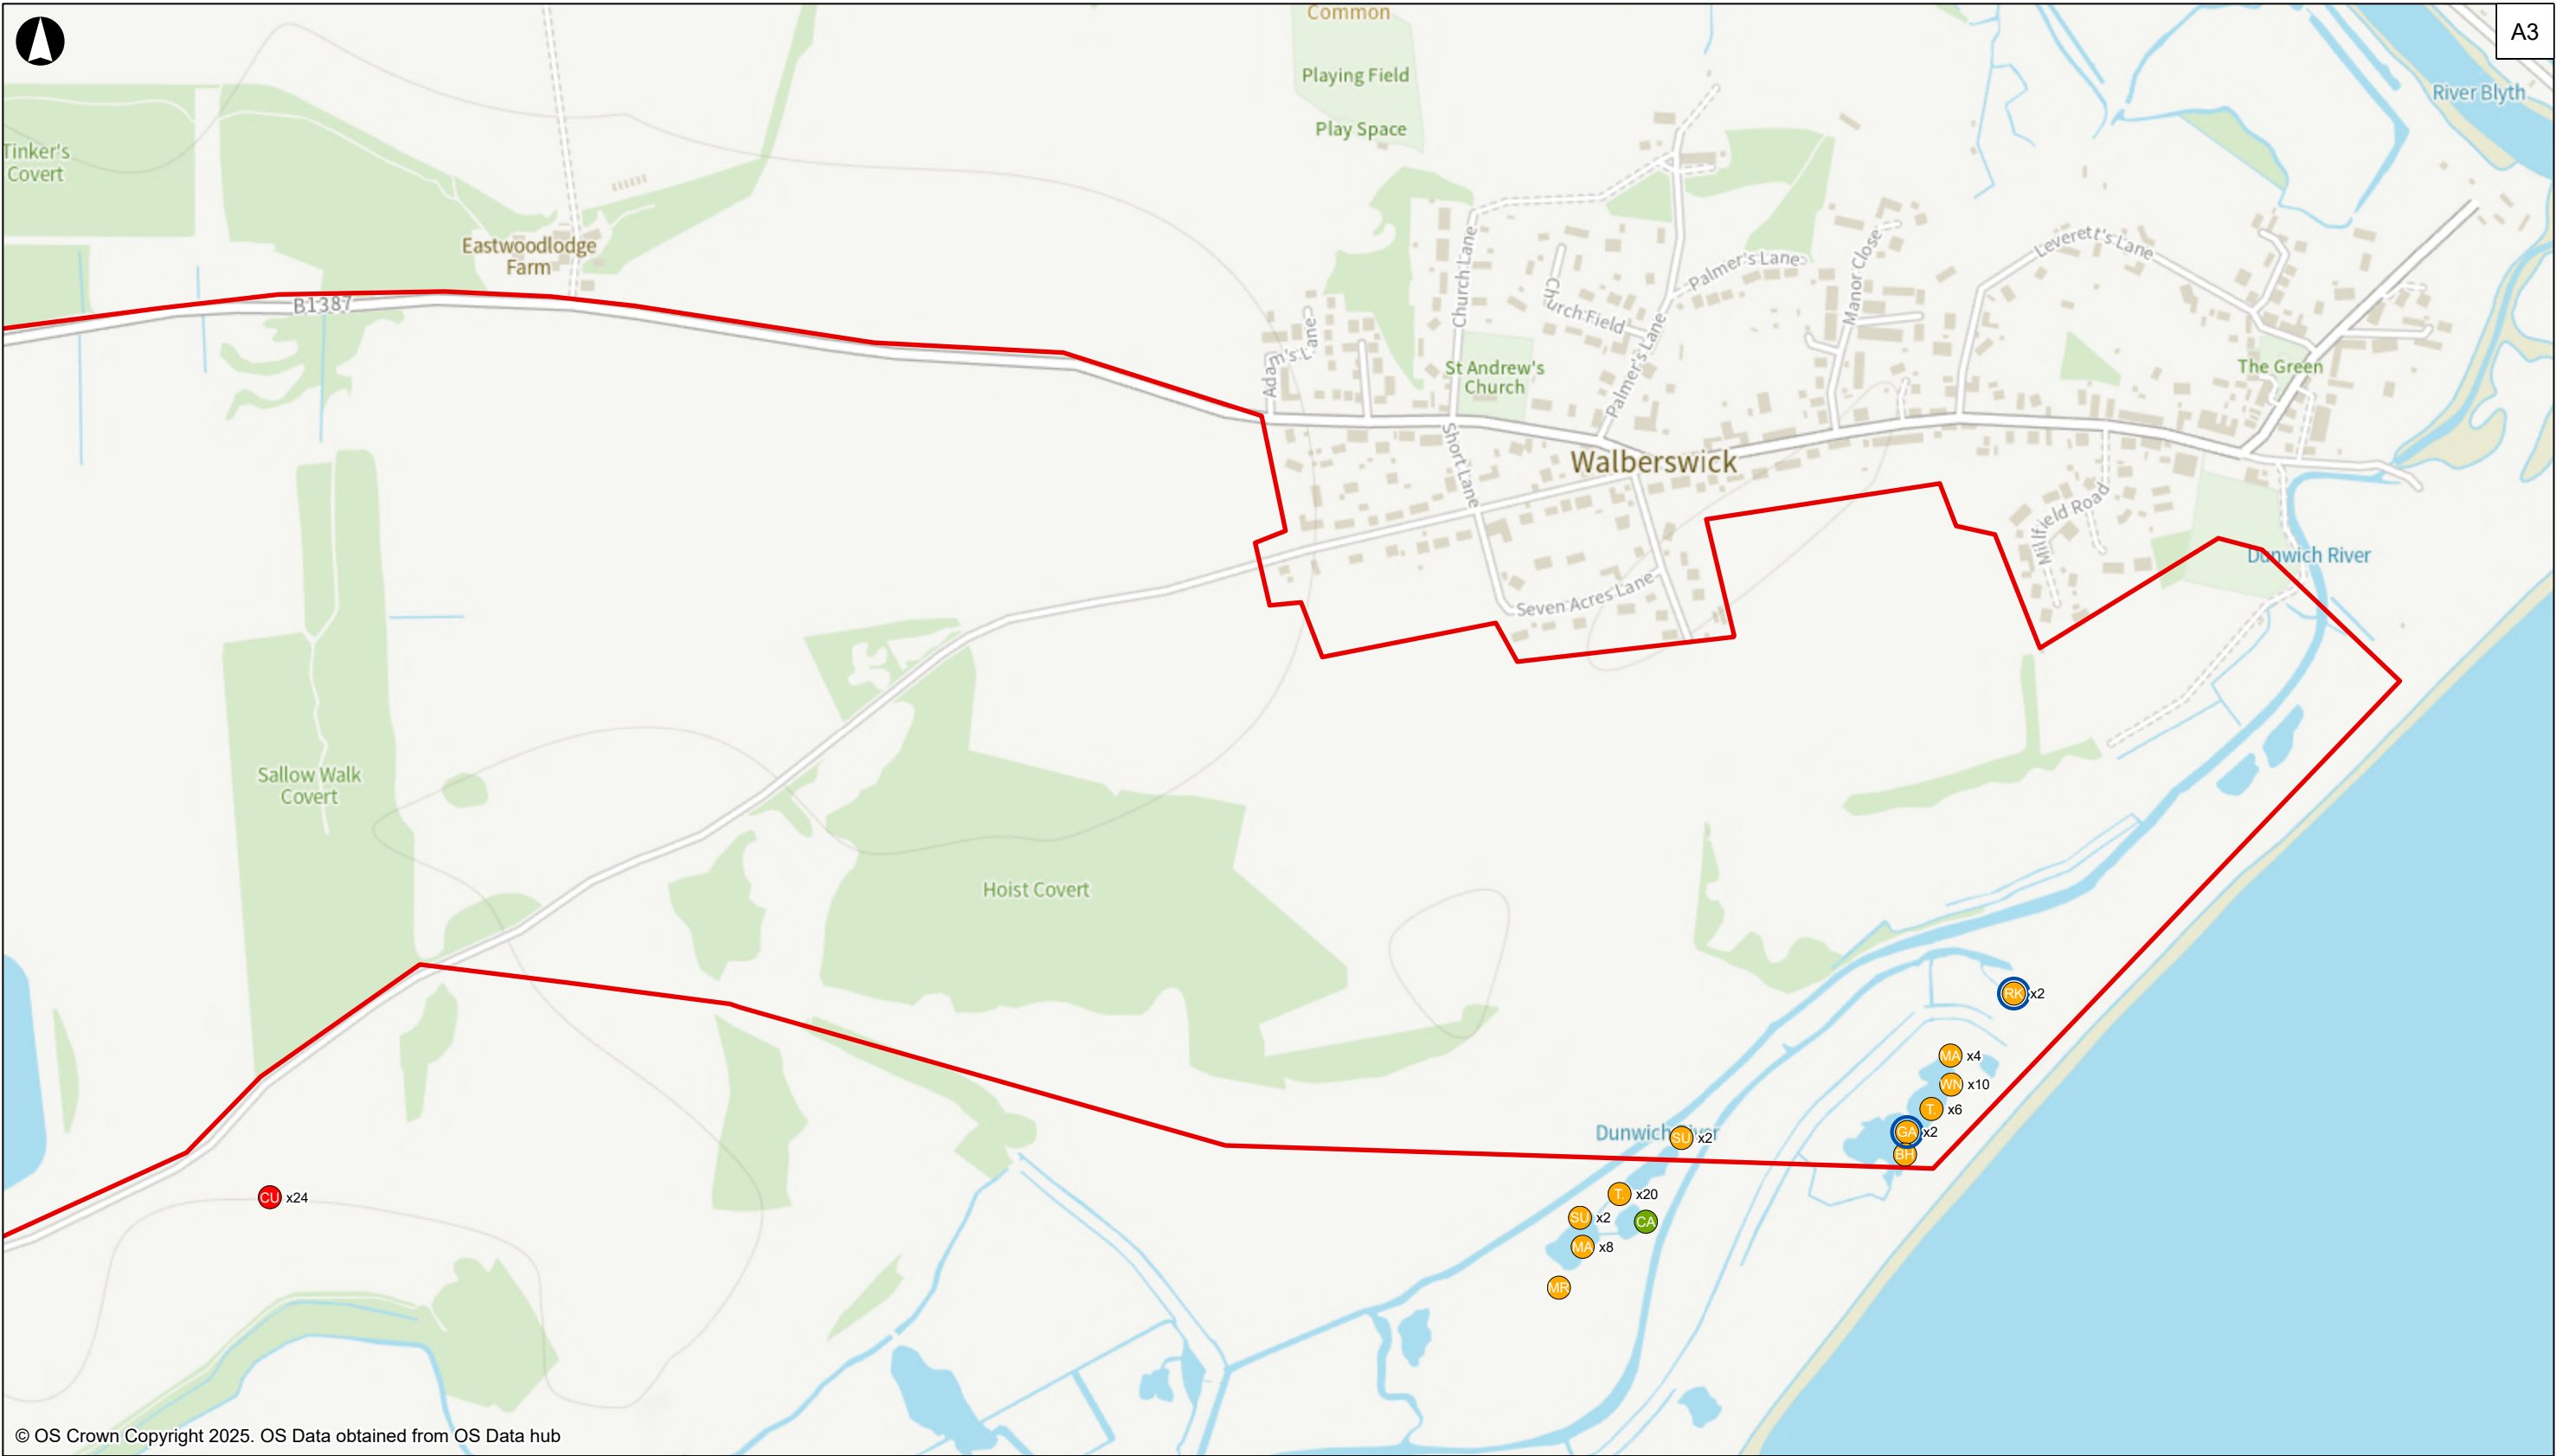 A3
Common
Playing Field
Play Space
River Blyth
Tinker's
Covert
Eastwoodlodge
Farm
B1387
Church Lane
Church Field
Palmer's Lane
Palmer's Lane
Manor Close
Leverett's Lane
Adam's Lane
St Andrew's
Church
The Green
Short Lane
Walberswick
Millfield Road
Dunwich River
Seven Acres Lane
Sallow Walk
Covert
Hoist Covert
RK x2
MA x4
WN x10
T. x6
GA x2
BH
Dunwich River
SU x2
CU x24
T. x20
SU x2
CA
MA x8
MR
© OS Crown Copyright 2025. OS Data obtained from OS Data hub